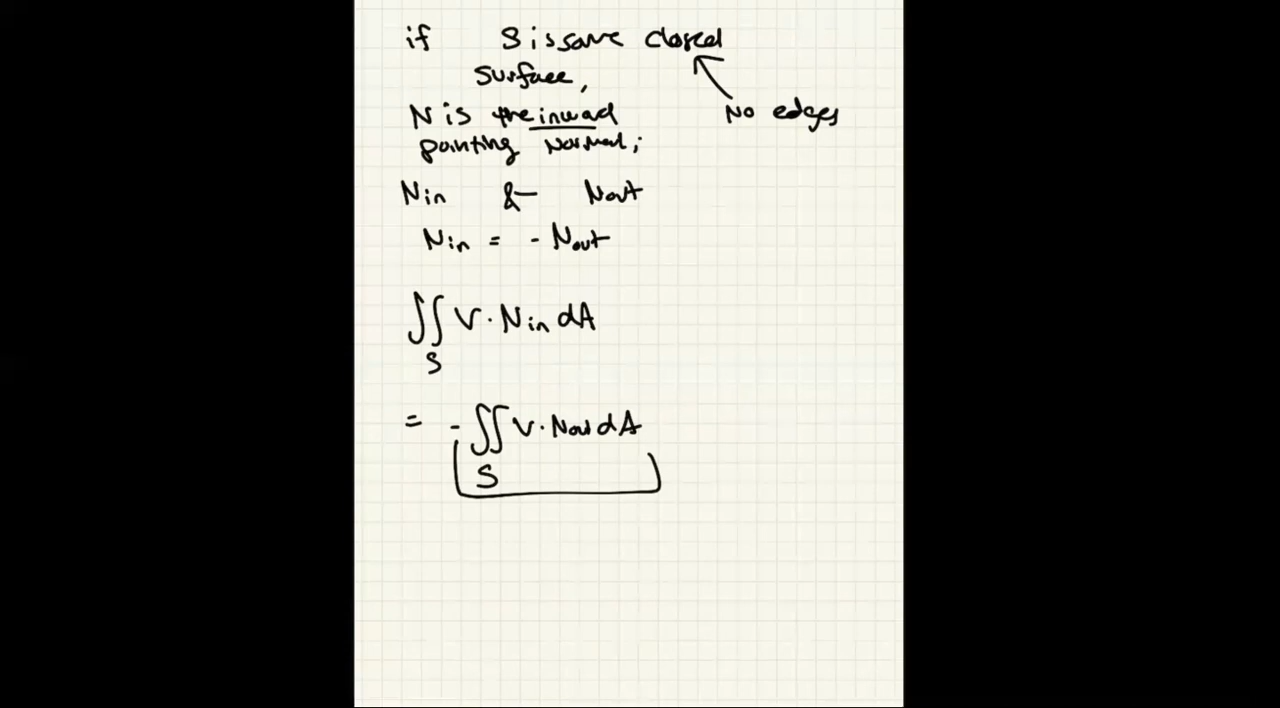 if S is some closed
surface,
No edges
N is the inward
pointing normal;
Nin & Nout
Nin = - Nout
∬ V · Nin dA
S
= - ∬ V · Nout dA
S